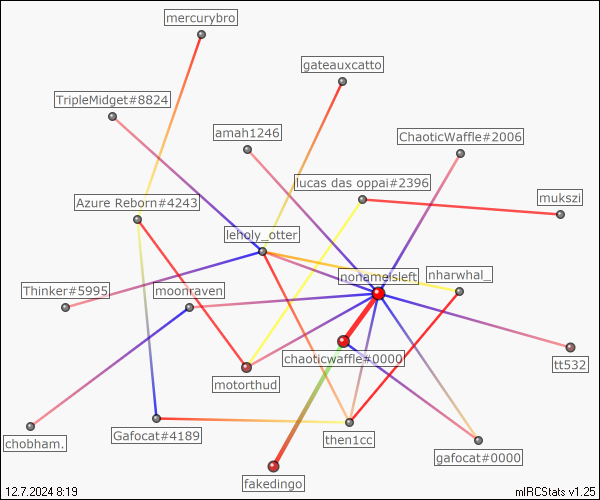 mercurybro
gateauxcatto
TripleMidget#8824
amah1246
ChaoticWaffle#2006
lucas das oppai#2396
Azure Reborn#4243
mukszi
leholy_otter
nonamesleft
nharwhal_
Thinker#5995
moonraven
chaoticwaffle#0000
tt532
motorthud
chobham.
Gafocat#4189
then1cc
gafocat#0000
fakedingo
12.7.2024 8:19
mIRCStats v1.25